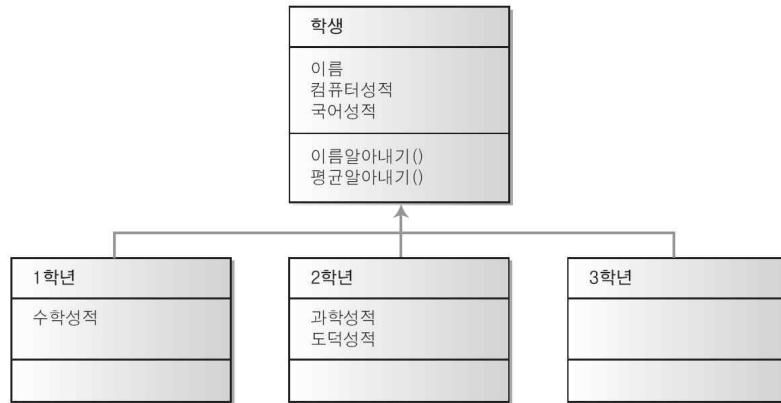 학생
이름
컴퓨터성적
국어성적
이름알아내기()
평균알아내기()
1학년
수학성적
2학년
과학성적
도덕성적
3학년